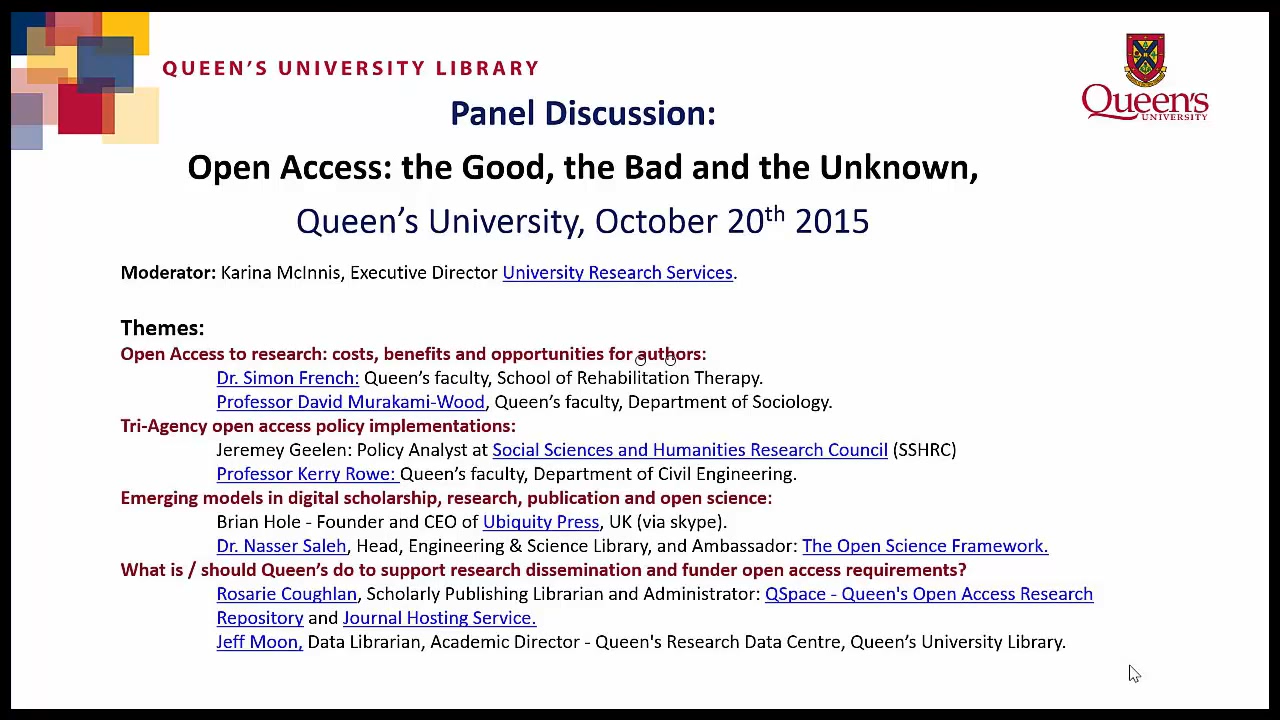 QUEEN'S UNIVERSITY LIBRARY
Queen's
UNIVERSITY
Panel Discussion:
Open Access: the Good, the Bad and the Unknown,
Queen's University, October 20th 2015
Moderator: Karina McInnis, Executive Director University Research Services.
Themes:
Open Access to research: costs, benefits and opportunities for authors:
Dr. Simon French: Queen's faculty, School of Rehabilitation Therapy.
Professor David Murakami-Wood, Queen's faculty, Department of Sociology.
Tri-Agency open access policy implementations:
Jeremey Geelen: Policy Analyst at Social Sciences and Humanities Research Council (SSHRC)
Professor Kerry Rowe: Queen's faculty, Department of Civil Engineering.
Emerging models in digital scholarship, research, publication and open science:
Brian Hole - Founder and CEO of Ubiquity Press, UK (via skype).
Dr. Nasser Saleh, Head, Engineering & Science Library, and Ambassador: The Open Science Framework.
What is / should Queen's do to support research dissemination and funder open access requirements?
Rosarie Coughlan, Scholarly Publishing Librarian and Administrator: QSpace - Queen's Open Access Research
Repository and Journal Hosting Service.
Jeff Moon, Data Librarian, Academic Director - Queen's Research Data Centre, Queen's University Library.